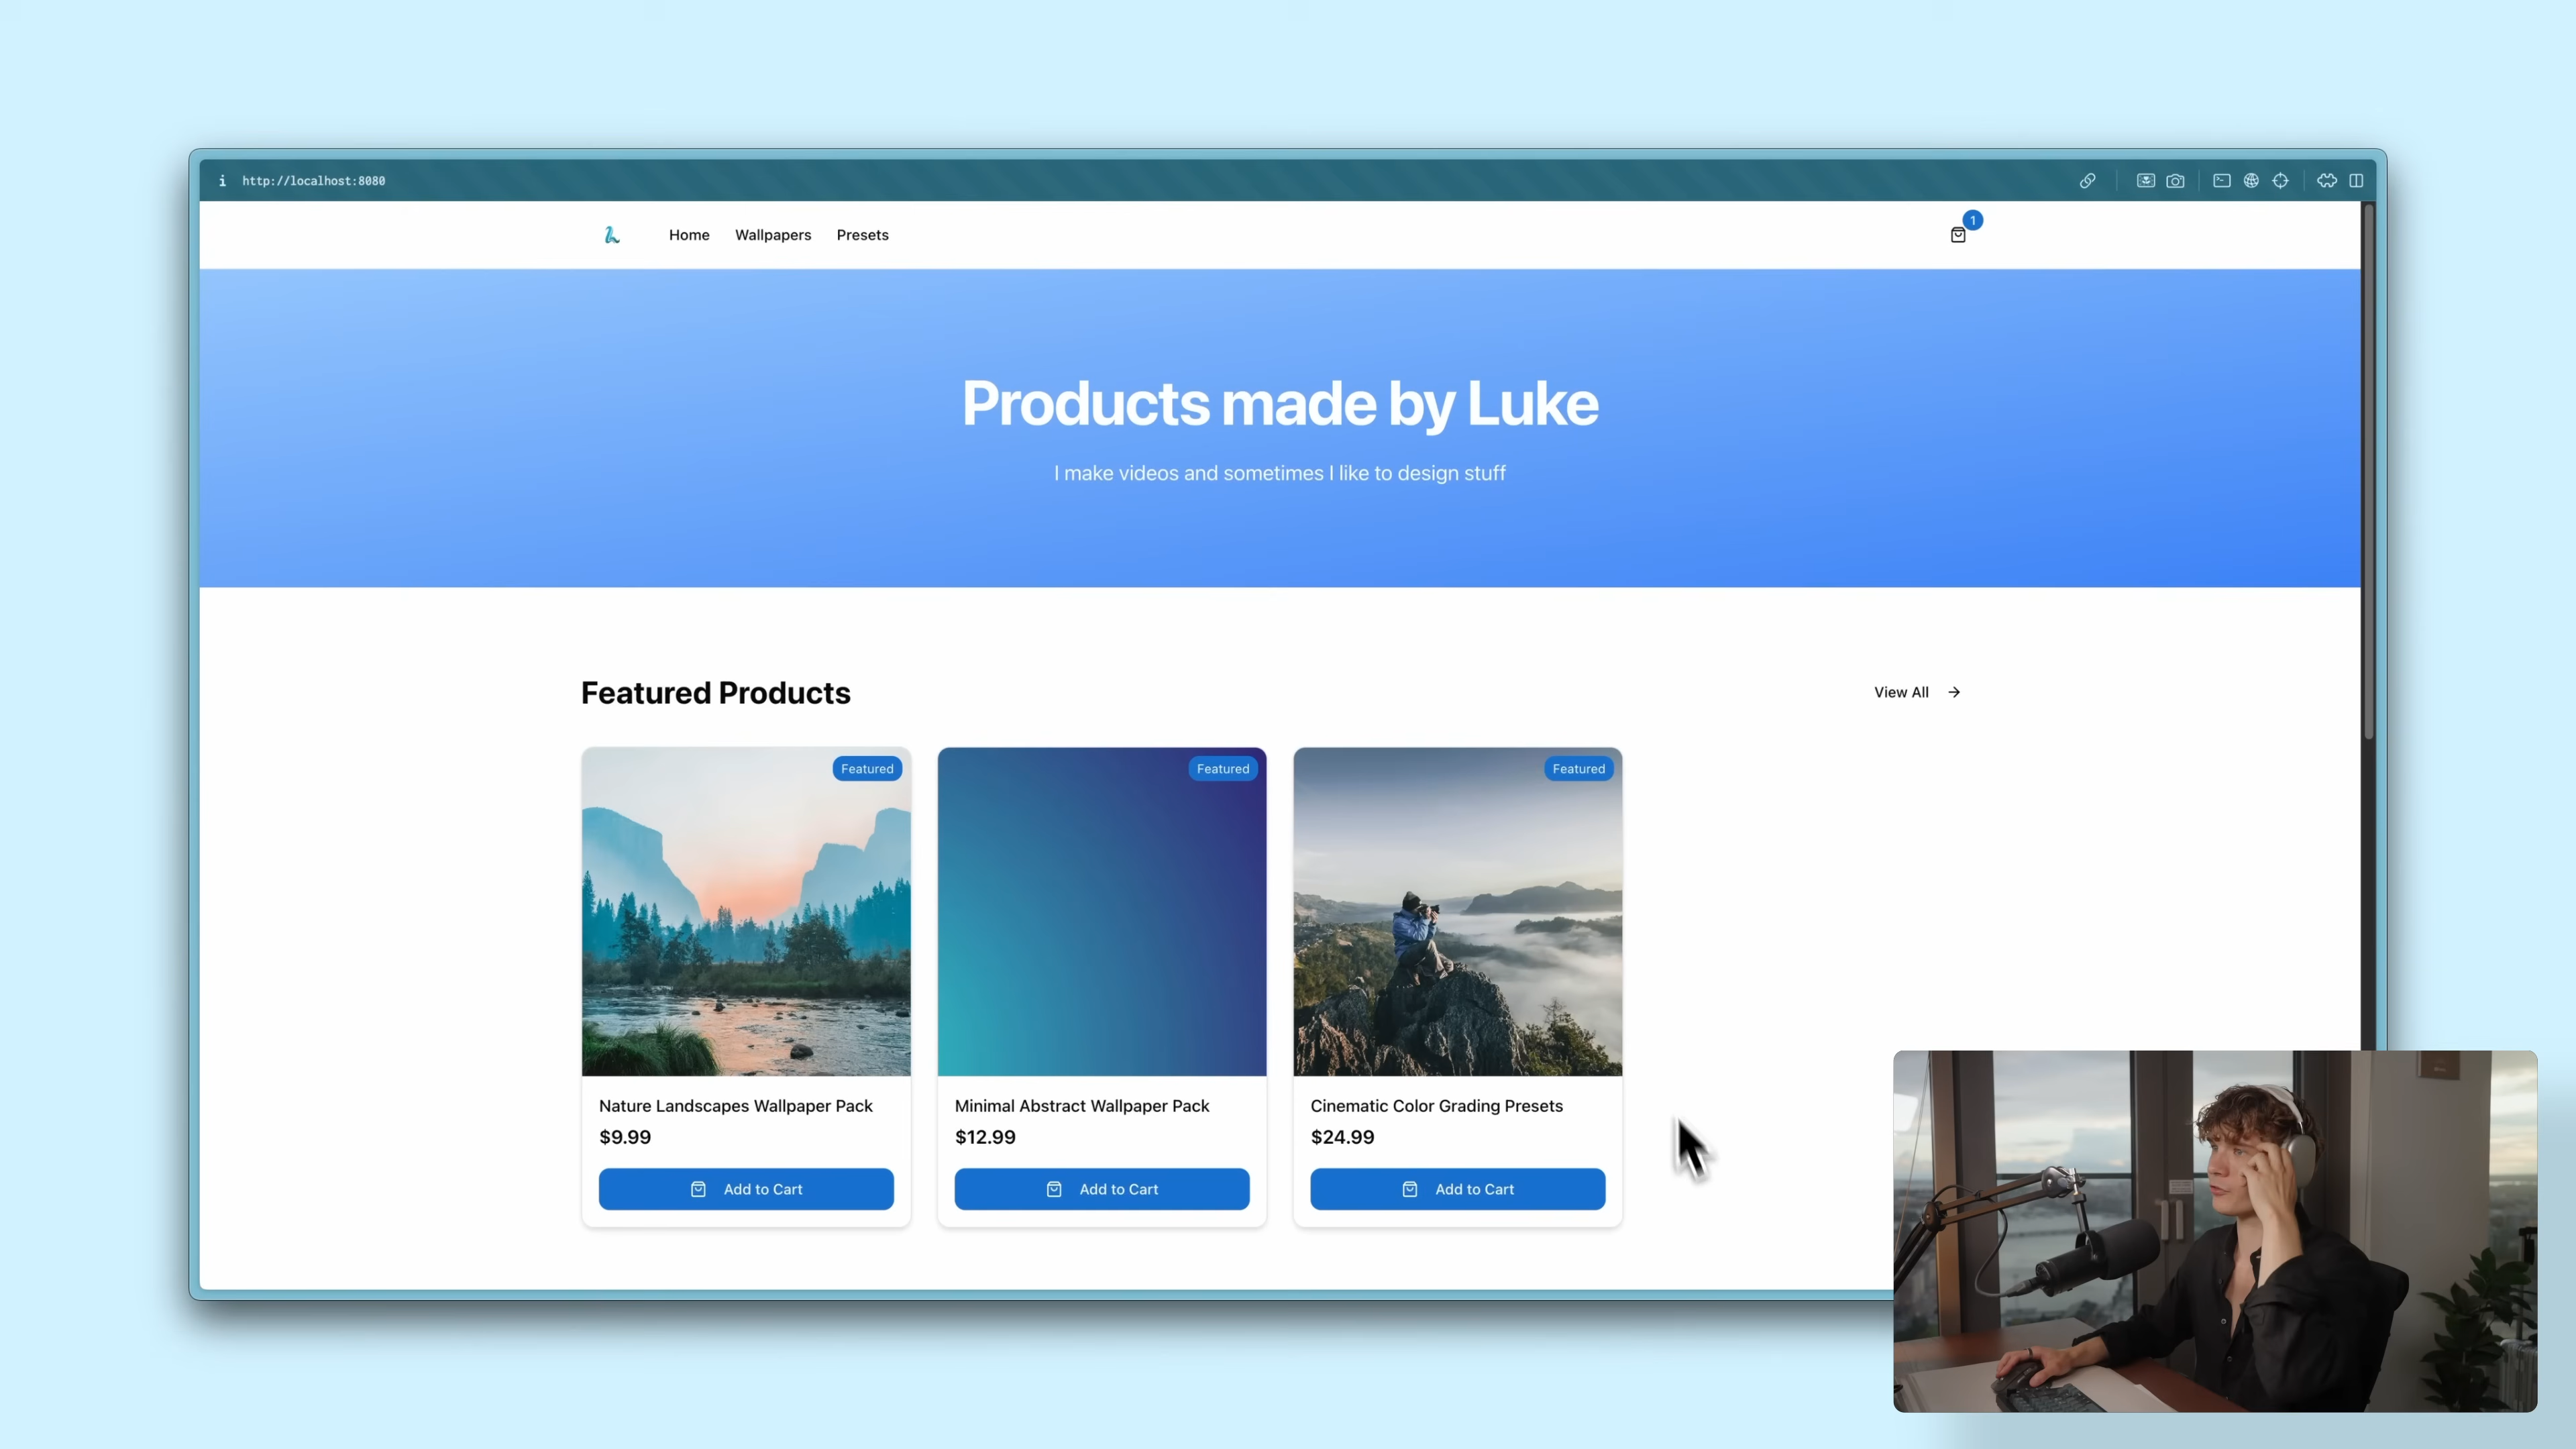 i http://localhost:8080
Home Wallpapers Presets
1
Products made by Luke
I make videos and sometimes I like to design stuff
Featured Products
View All
Featured
Featured
Featured
Nature Landscapes Wallpaper Pack
$9.99
Add to Cart
Minimal Abstract Wallpaper Pack
$12.99
Add to Cart
Cinematic Color Grading Presets
$24.99
Add to Cart